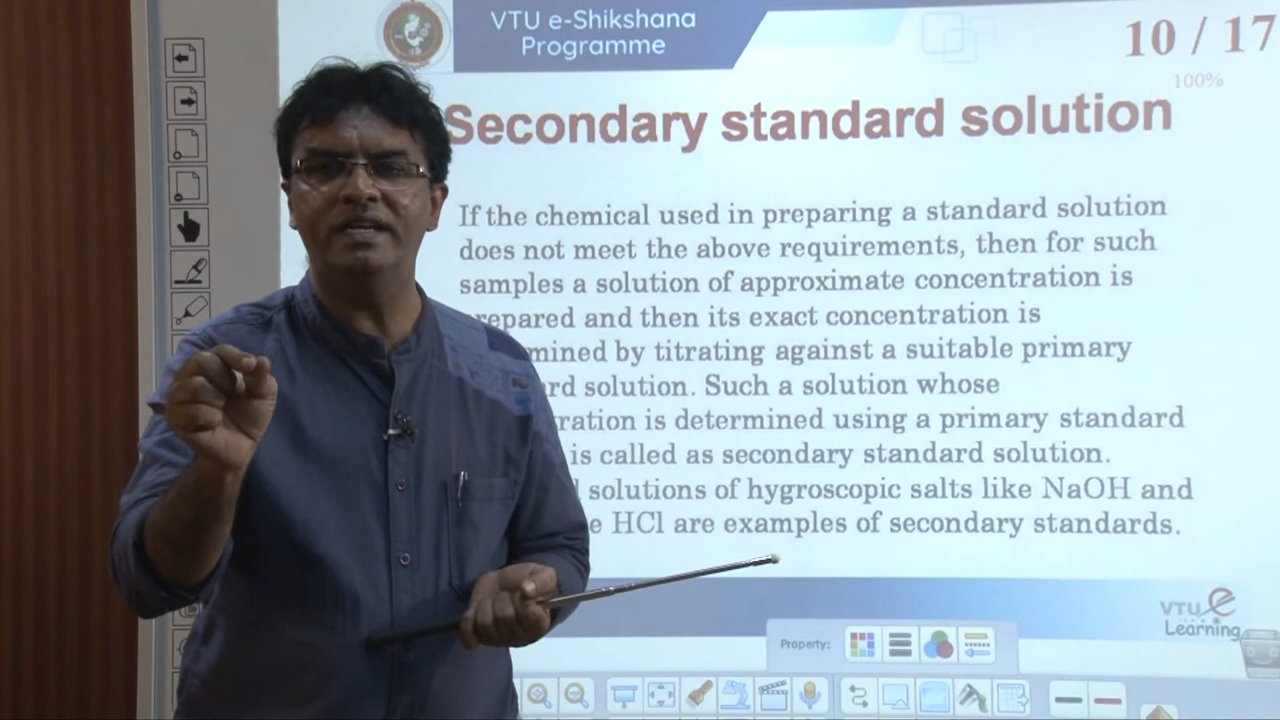 VTU e-Shikshana
Programme
10 / 17
100%
Secondary standard solution
If the chemical used in preparing a standard solution
does not meet the above requirements, then for such
samples a solution of approximate concentration is
repared and then its exact concentration is
mined by titrating against a suitable primary
rd solution. Such a solution whose
ration is determined using a primary standard
is called as secondary standard solution.
solutions of hygroscopic salts like NaOH and
HCl are examples of secondary standards.
VTU e
Learning
Property: